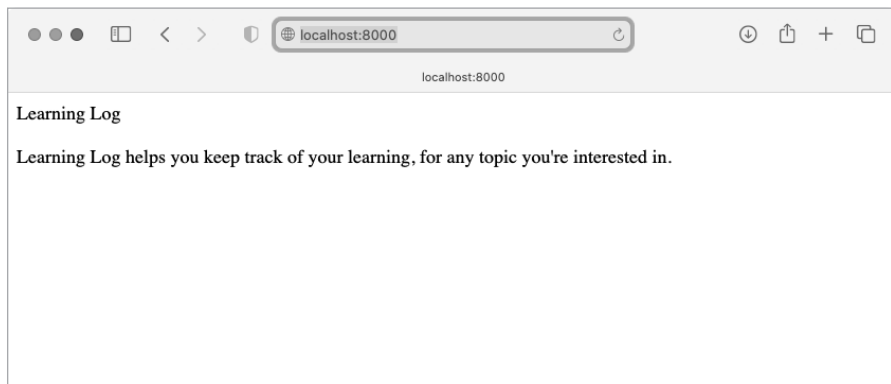 localhost:8000
localhost:8000
Learning Log
Learning Log helps you keep track of your learning, for any topic you're interested in.